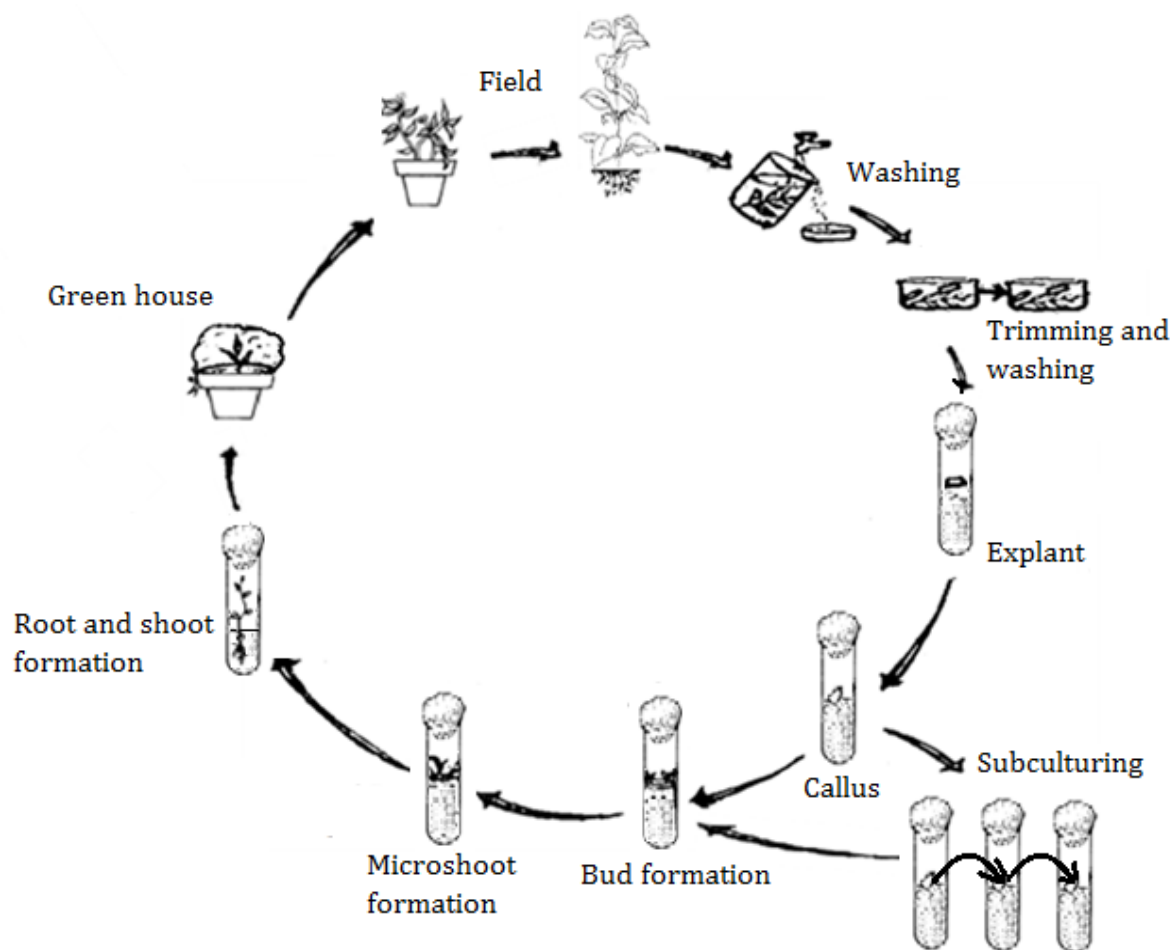 Field
Washing
Green house
Trimming and
washing
Explant
Root and shoot
formation
Subculturing
Callus
Microshoot
formation
Bud formation